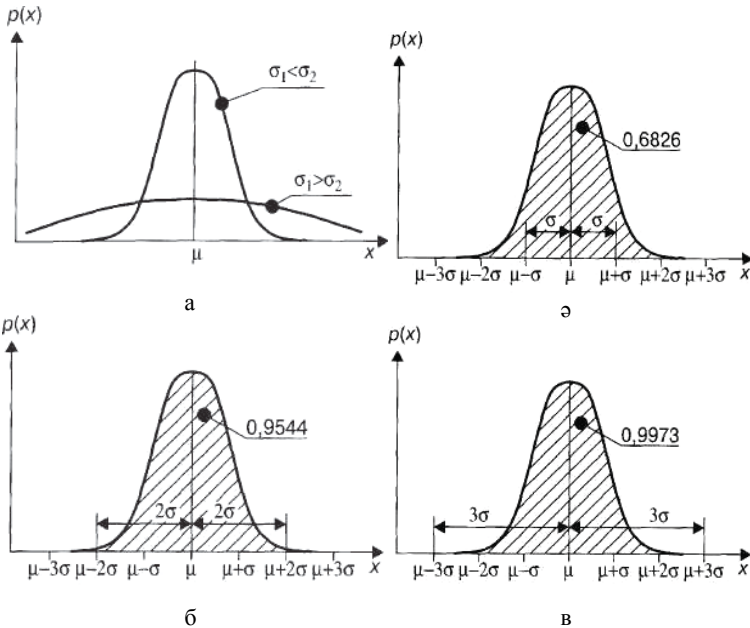 p(x)
σ₁<σ₂
σ₁>σ₂
μ
x
а
p(x)
0,6826
σ σ
μ–3σ μ–2σ μ–σ μ μ+σ μ+2σ μ+3σ x
ә
p(x)
0,9544
2σ 2σ
μ–3σ μ–2σ μ–σ μ μ+σ μ+2σ μ+3σ x
б
p(x)
0,9973
3σ 3σ
μ–3σ μ–2σ μ–σ μ μ+σ μ+2σ μ+3σ x
в